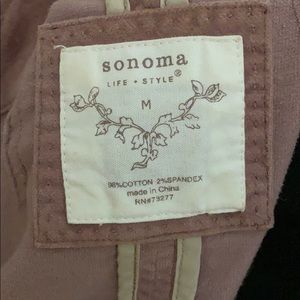 sonoma
LIFE + STYLE®
M
98%COTTON 2%SPANDEX
made in China
RN#73277